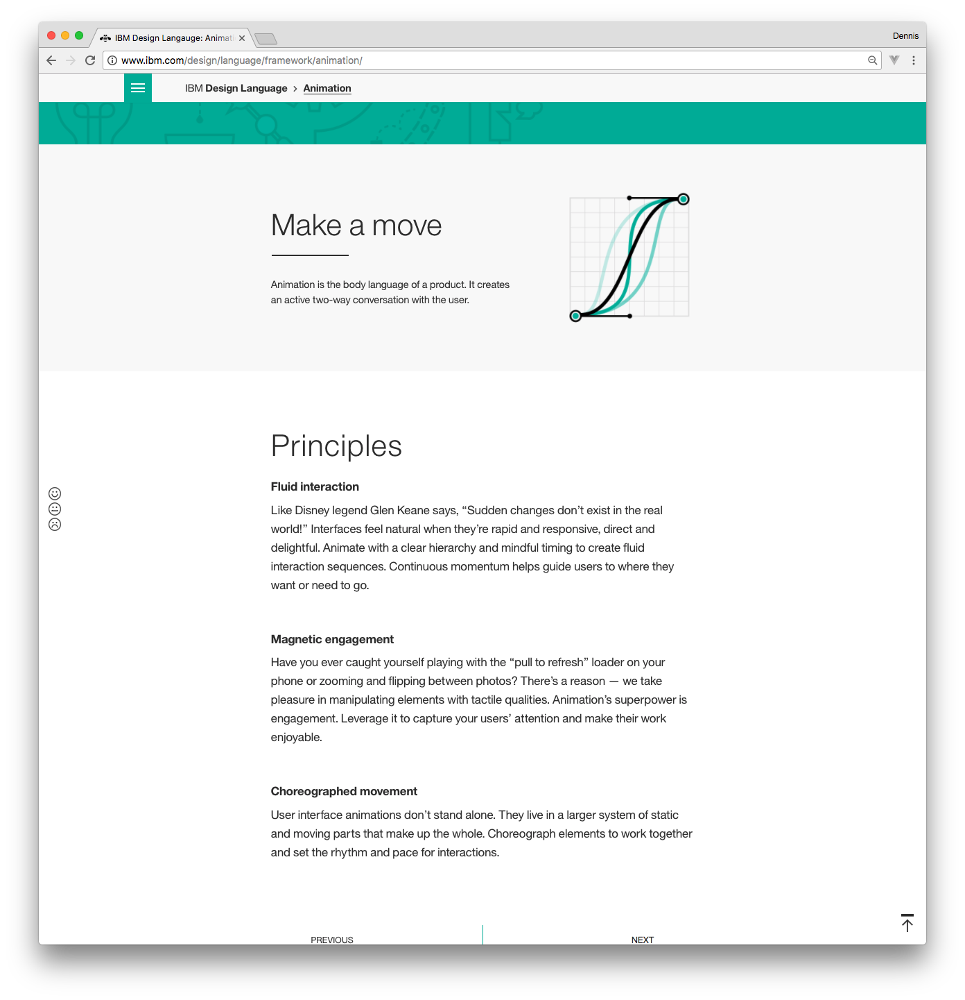 IBM Design Langauge: Animati
Dennis
www.ibm.com/design/language/framework/animation/
IBM Design Language > Animation
Make a move
Animation is the body language of a product. It creates
an active two-way conversation with the user.
Principles
Fluid interaction
Like Disney legend Glen Keane says, “Sudden changes don’t exist in the real
world!” Interfaces feel natural when they’re rapid and responsive, direct and
delightful. Animate with a clear hierarchy and mindful timing to create fluid
interaction sequences. Continuous momentum helps guide users to where they
want or need to go.
Magnetic engagement
Have you ever caught yourself playing with the “pull to refresh” loader on your
phone or zooming and flipping between photos? There’s a reason — we take
pleasure in manipulating elements with tactile qualities. Animation’s superpower is
engagement. Leverage it to capture your users’ attention and make their work
enjoyable.
Choreographed movement
User interface animations don’t stand alone. They live in a larger system of static
and moving parts that make up the whole. Choreograph elements to work together
and set the rhythm and pace for interactions.
PREVIOUS
NEXT